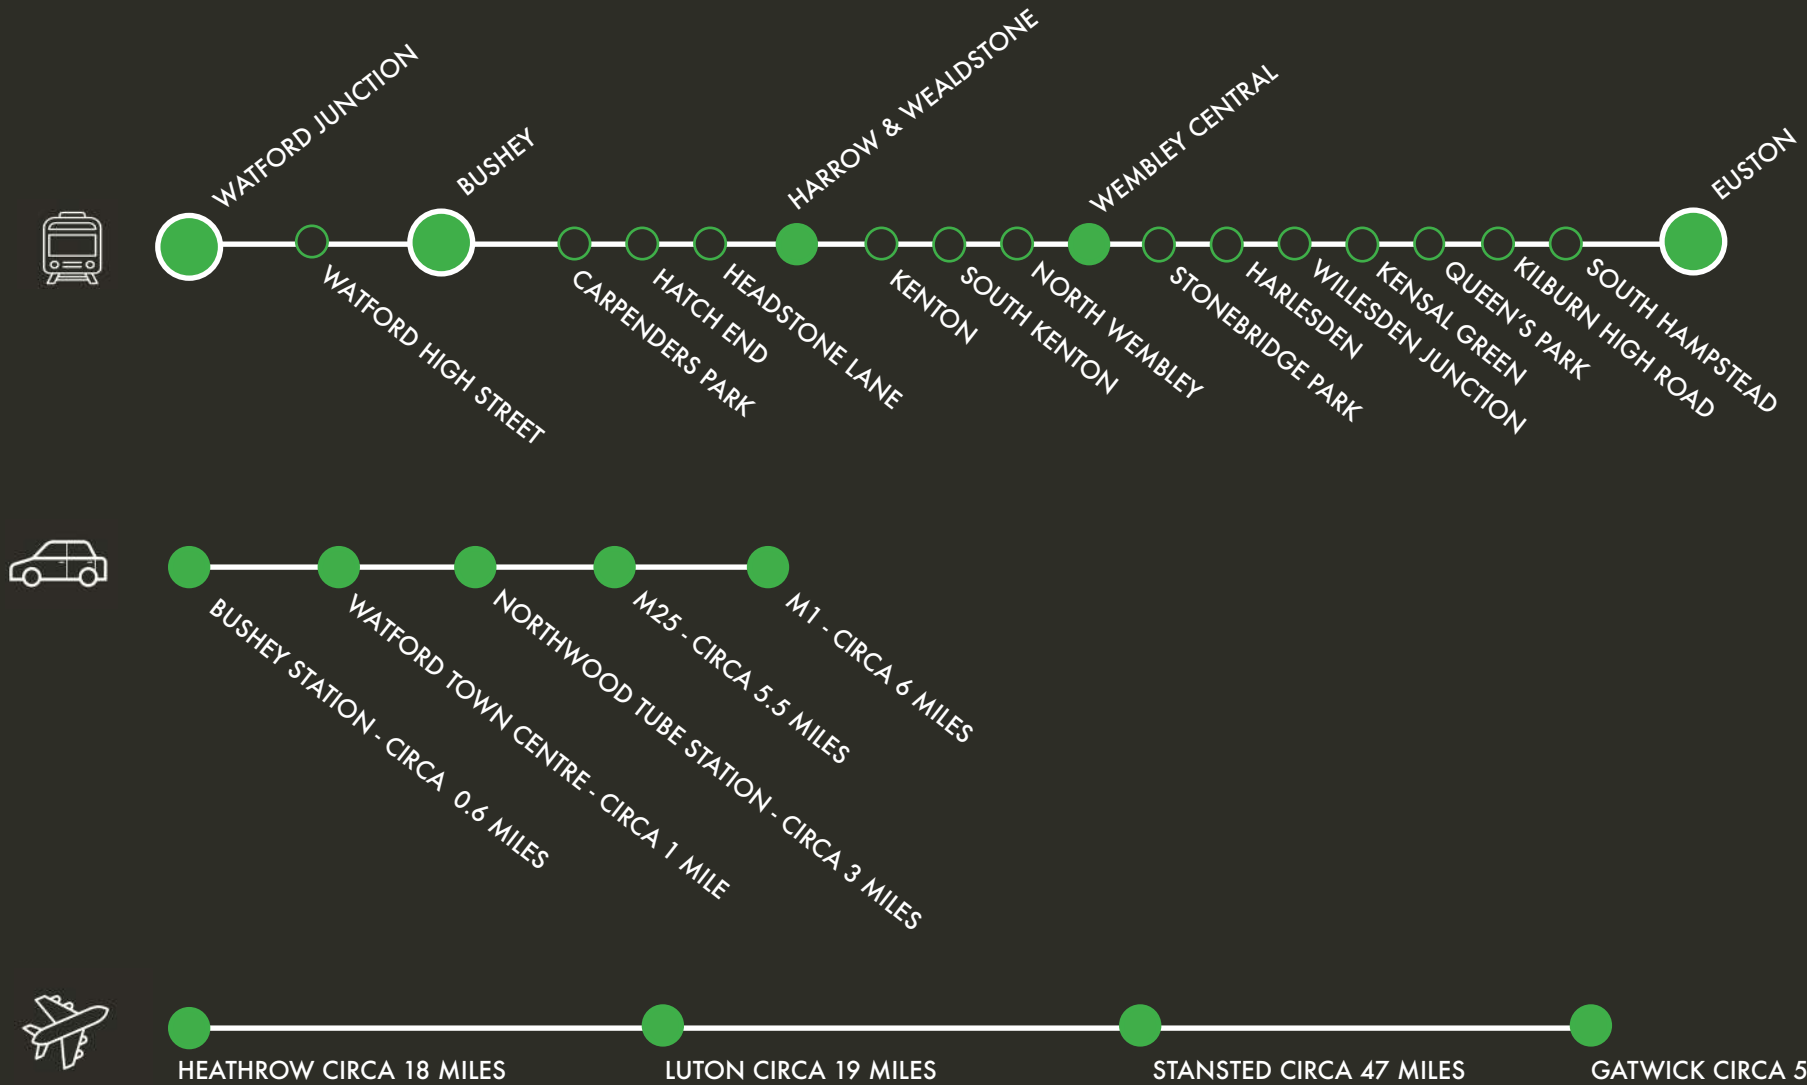 WATFORD JUNCTION
WATFORD HIGH STREET
BUSHEY
CARPENDERS PARK
HATCH END
HEADSTONE LANE
HARROW & WEALDSTONE
KENTON
SOUTH KENTON
NORTH WEMBLEY
WEMBLEY CENTRAL
STONEBRIDGE PARK
HARLESDEN
WILLESDEN JUNCTION
KENSAL GREEN
QUEEN'S PARK
KILBURN HIGH ROAD
SOUTH HAMPSTEAD
EUSTON
BUSHEY STATION - CIRCA 0.6 MILES
WATFORD TOWN CENTRE - CIRCA 1 MILE
NORTHWOOD TUBE STATION - CIRCA 3 MILES
M25 - CIRCA 5.5 MILES
M1 - CIRCA 6 MILES
HEATHROW CIRCA 18 MILES
LUTON CIRCA 19 MILES
STANSTED CIRCA 47 MILES
GATWICK CIRCA 5